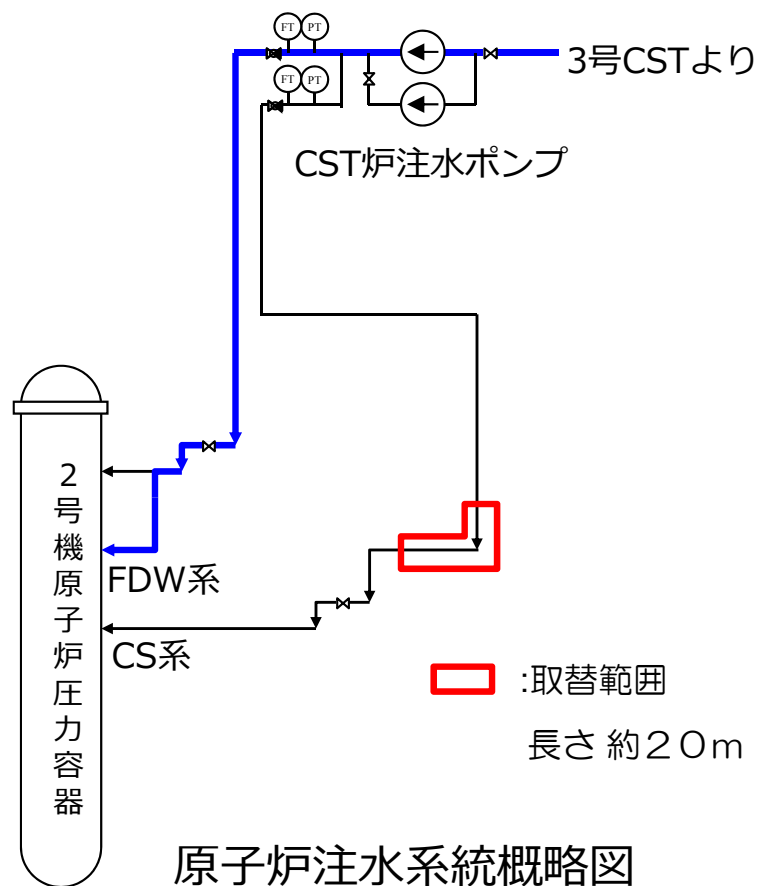 FT PT
3号CSTより
FT PT
CST炉注水ポンプ
2号機原子炉圧力容器
FDW系
CS系
:取替範囲
長さ 約20m
原子炉注水系統概略図